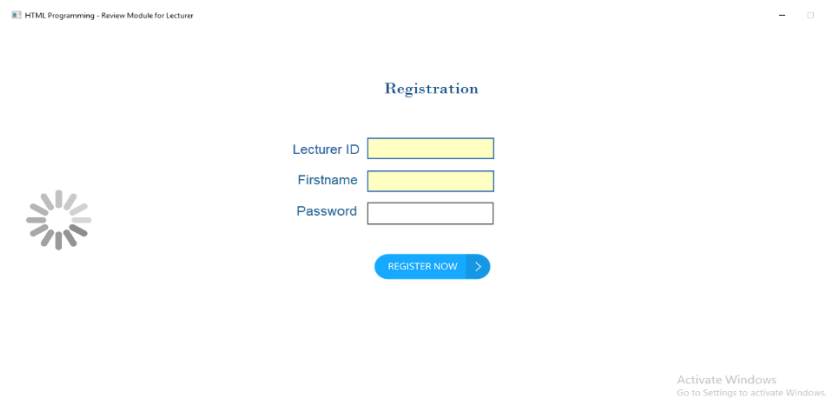 HTML Programming - Review Module for Lecturer
Registration
Lecturer ID
Firstname
Password
REGISTER NOW
Activate Windows
Go to Settings to activate Windows.